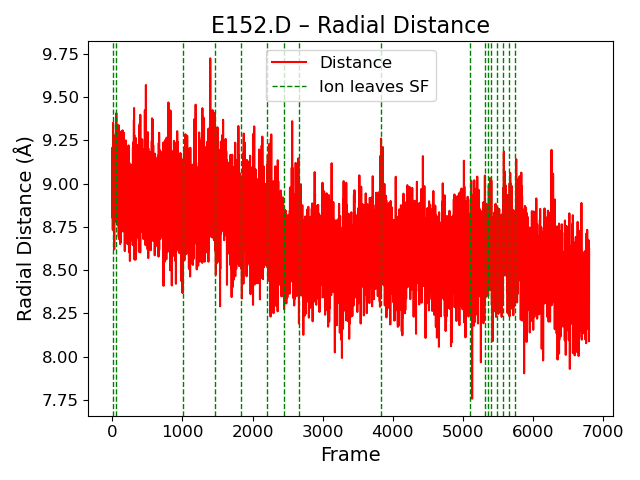 E152.D – Radial Distance
Distance
Ion leaves SF
Radial Distance (Å)
9.75
9.50
9.25
9.00
8.75
8.50
8.25
8.00
7.75
0 1000 2000 3000 4000 5000 6000 7000
Frame